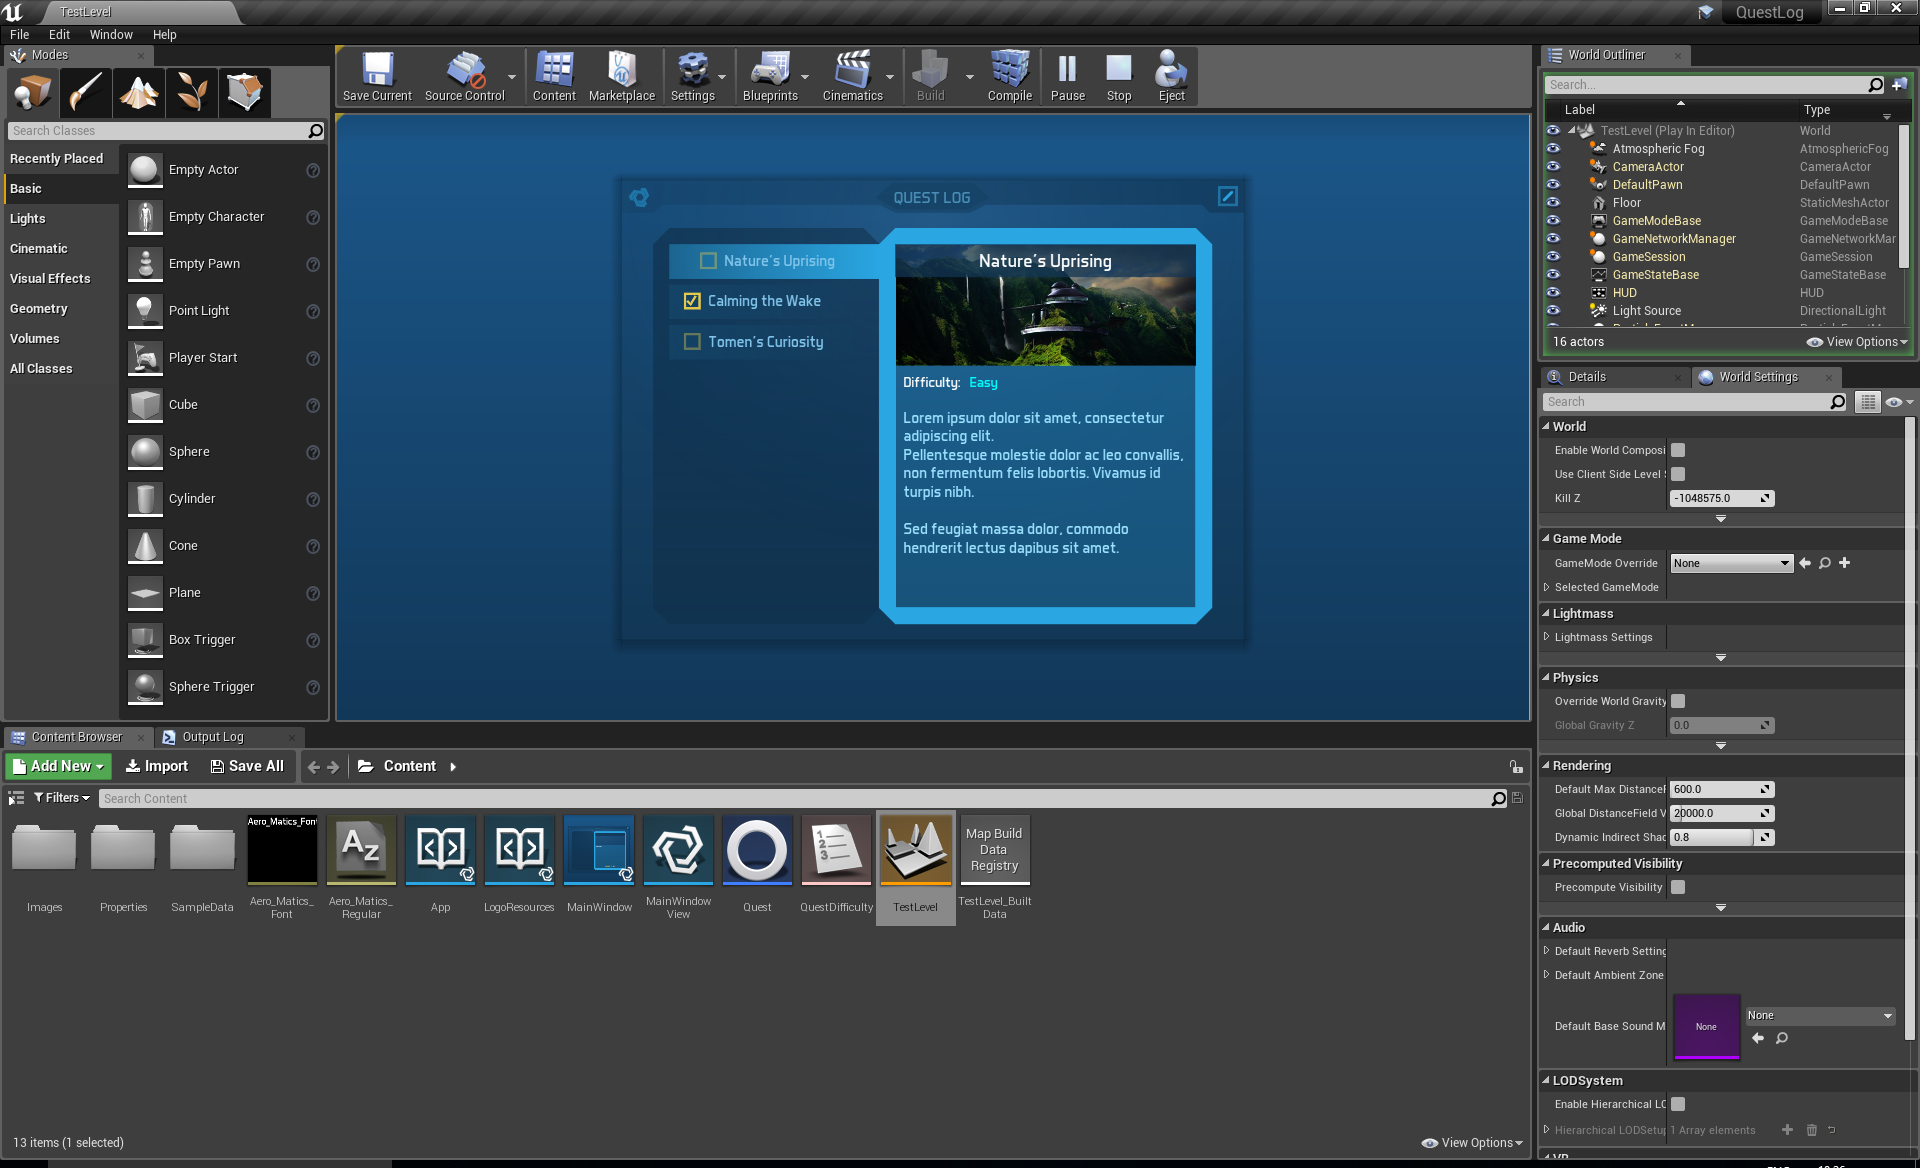 TestLevel
QuestLog
File Edit Window Help
Modes
Search Classes
Recently Placed
Basic
Lights
Cinematic
Visual Effects
Geometry
Volumes
All Classes
Empty Actor
Empty Character
Empty Pawn
Point Light
Player Start
Cube
Sphere
Cylinder
Cone
Plane
Box Trigger
Sphere Trigger
Save Current Source Control Content Marketplace Settings Blueprints Cinematics Build Compile Pause Stop Eject
QUEST LOG
Nature's Uprising
Calming the Wake
Tomen's Curiosity
Nature's Uprising
Difficulty: Easy
Lorem ipsum dolor sit amet, consectetur
adipiscing elit.
Pellentesque molestie dolor ac leo convallis,
non fermentum felis lobortis. Vivamus id
turpis nibh.
Sed feugiat massa dolor, commodo
hendrerit lectus dapibus sit amet.
World Outliner
Search...
Label Type
TestLevel (Play In Editor) World
Atmospheric Fog AtmosphericFog
CameraActor CameraActor
DefaultPawn DefaultPawn
Floor StaticMeshActor
GameModeBase GameModeBase
GameNetworkManager GameNetworkMar
GameSession GameSession
GameStateBase GameStateBase
HUD HUD
Light Source DirectionalLight
16 actors View Options
Details World Settings
Search
World
Enable World Composi
Use Client Side Level
Kill Z -1048575.0
Game Mode
GameMode Override None
Selected GameMode
Lightmass
Lightmass Settings
Physics
Override World Gravity
Global Gravity Z 0.0
Rendering
Default Max DistanceF 600.0
Global DistanceField V 20000.0
Dynamic Indirect Shac 0.8
Precomputed Visibility
Precompute Visibility
Audio
Default Reverb Setting
Default Ambient Zone
Default Base Sound M None None
LODSystem
Enable Hierarchical LO
Hierarchical LODSetup 1 Array elements
Content Browser Output Log
Add New Import Save All Content
Filters Search Content
Aero_Matics_Font
Map Build
Data
Registry
Images
Properties
SampleData
Aero_Matics_
Font
Aero_Matics_
Regular
App
LogoResources
MainWindow
MainWindow
View
Quest
QuestDifficulty
TestLevel
TestLevel_Built
Data
13 items (1 selected) View Options